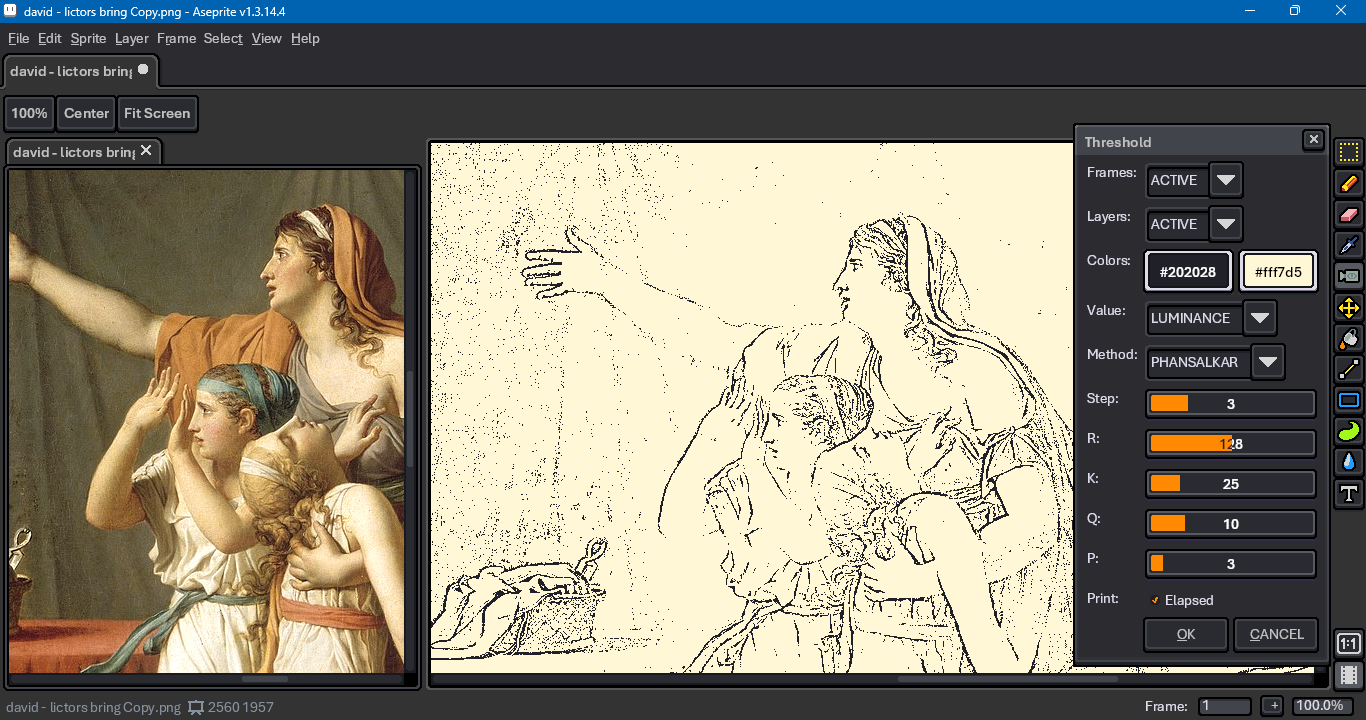 david - lictors bring Copy.png - Aseprite v1.3.14.4
File Edit Sprite Layer Frame Select View Help
david - lictors bring
100% Center Fit Screen
david - lictors bring
Threshold
Frames: ACTIVE
Layers: ACTIVE
Colors: #202028 #fff7d5
Value: LUMINANCE
Method: PHANSALKAR
Step: 3
R: 128
K: 25
Q: 10
P: 3
Print: Elapsed
OK CANCEL
1:1
david - lictors bring Copy.png 2560 1957
Frame: 1 + 100.0%